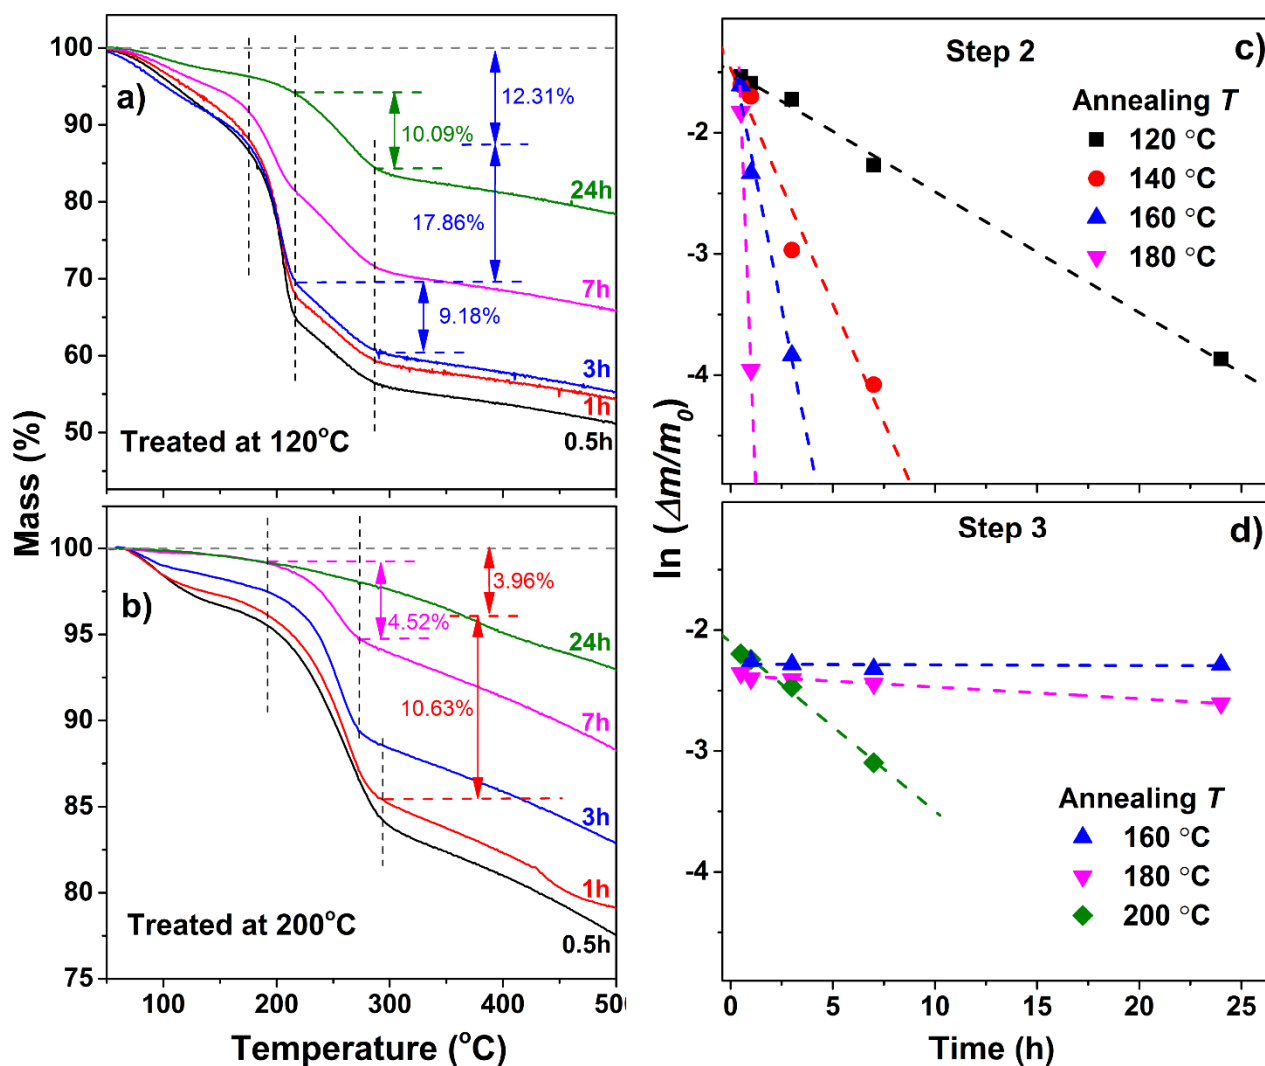 100
90
80
70
60
50
a)
12.31%
10.09%
17.86%
9.18%
24h
7h
3h
1h
0.5h
Treated at 120°C
Mass (%)
100
95
90
85
80
75
b)
3.96%
4.52%
10.63%
24h
7h
3h
1h
0.5h
Treated at 200°C
100
200
300
400
50
Temperature (°C)
c)
Step 2
Annealing T
120 °C
140 °C
160 °C
180 °C
-2
-3
-4
ln (Δm/m₀)
Step 3
d)
-2
-3
-4
Annealing T
160 °C
180 °C
200 °C
0
5
10
15
20
25
Time (h)